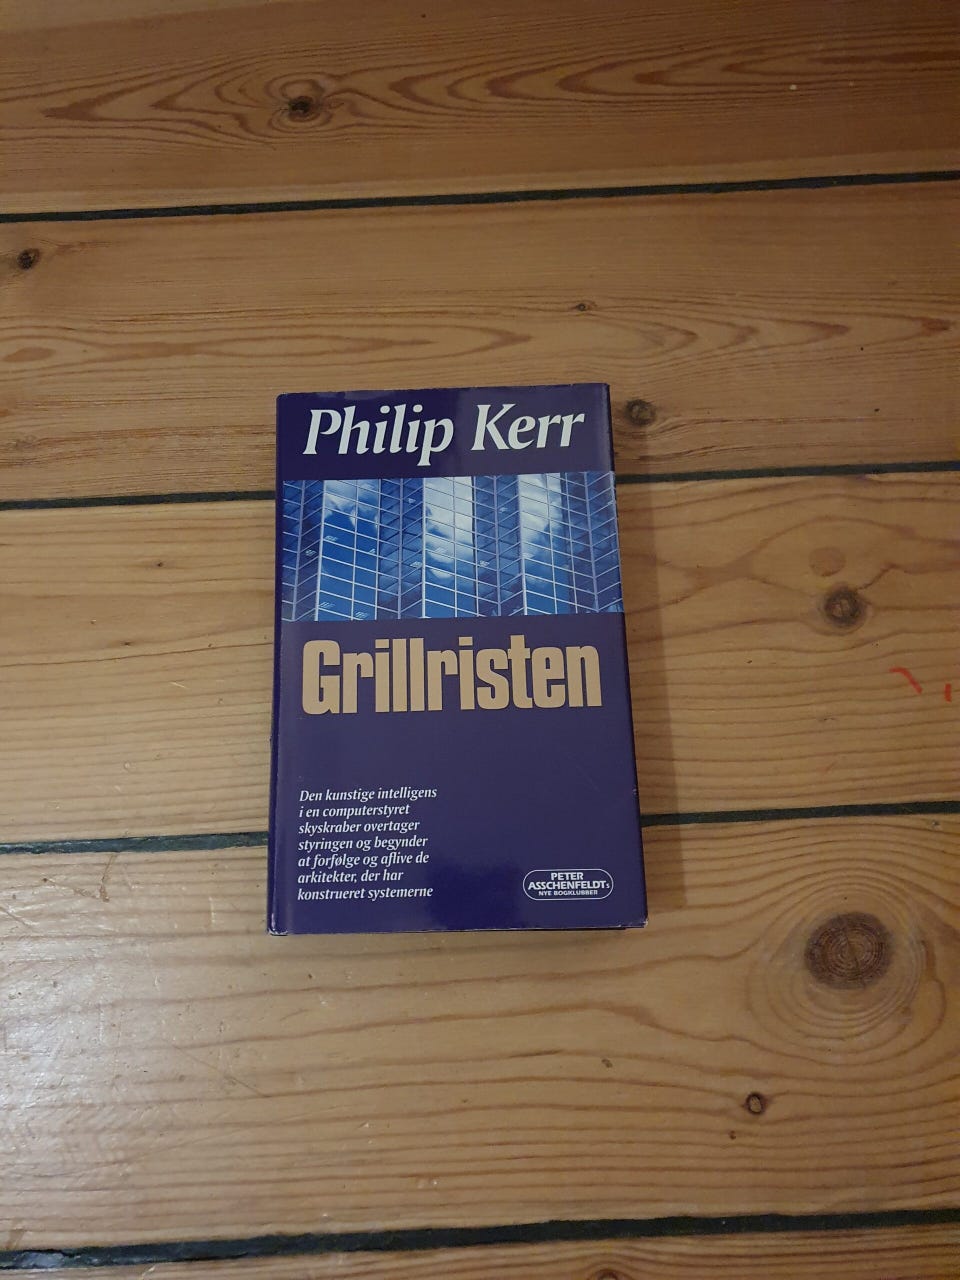 Philip Kerr
Grillristen
Den kunstige intelligens
i en computerstyret
skyskraber overtager
styringen og begynder
at forfølge og aflive de
arkitekter, der har
konstrueret systemerne
PETER
ASSCHENFELDTs
NYE BOGKLUBBER